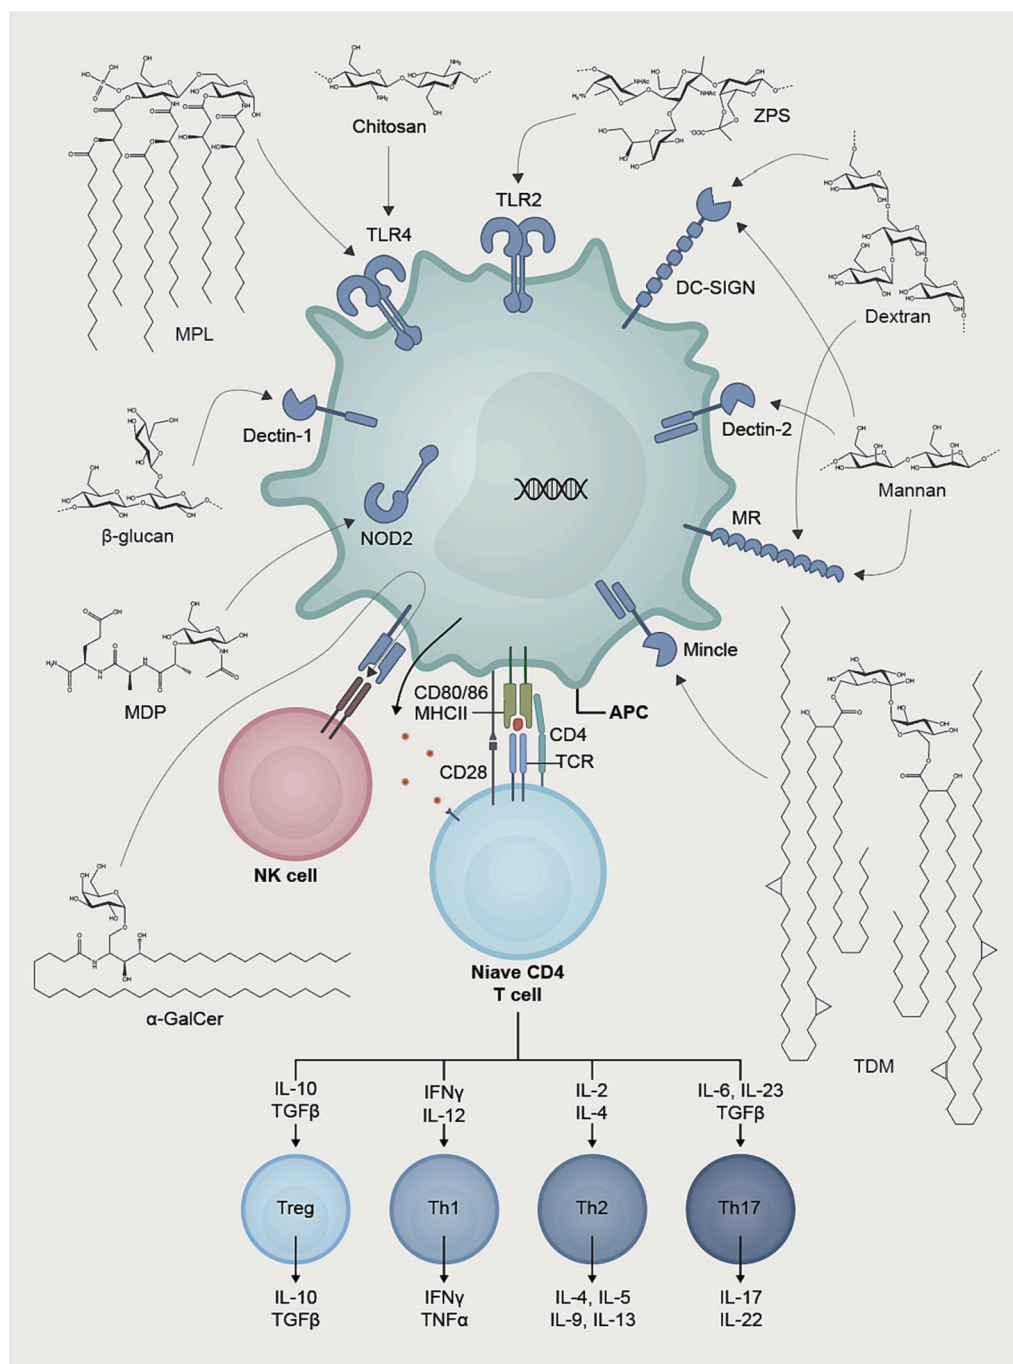 Chitosan
ZPS
TLR2
TLR4
DC-SIGN
Dextran
MPL
Dectin-1
Dectin-2
β-glucan
NOD2
Mannan
MR
MDP
Mincle
CD80/86
MHCII
APC
CD4
TCR
CD28
NK cell
Niave CD4
T cell
α-GalCer
TDM
IL-10
TGFβ
IFNγ
IL-12
IL-2
IL-4
IL-6, IL-23
TGFβ
Treg
Th1
Th2
Th17
IL-10
TGFβ
IFNγ
TNFα
IL-4, IL-5
IL-9, IL-13
IL-17
IL-22